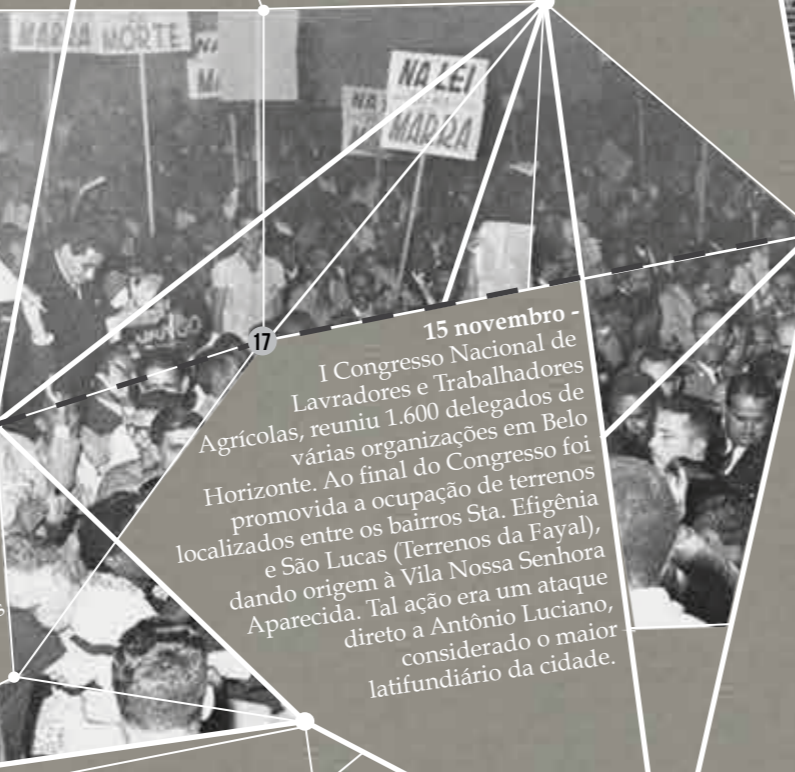 MARRA MORTE
NA LEI
MARRA
17
15 novembro -
I Congresso Nacional de
Lavradores e Trabalhadores
Agrícolas, reuniu 1.600 delegados de
várias organizações em Belo
Horizonte. Ao final do Congresso foi
promovida a ocupação de terrenos
localizados entre os bairros Sta. Efigênia
e São Lucas (Terrenos da Fayal),
dando origem à Vila Nossa Senhora
Aparecida. Tal ação era um ataque
direto a Antônio Luciano,
considerado o maior
latifundiário da cidade.